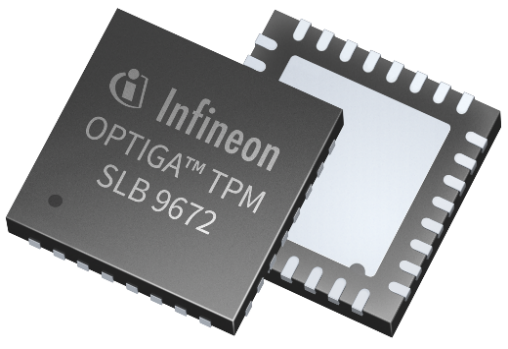 Infineon
OPTIGA™ TPM
SLB 9672